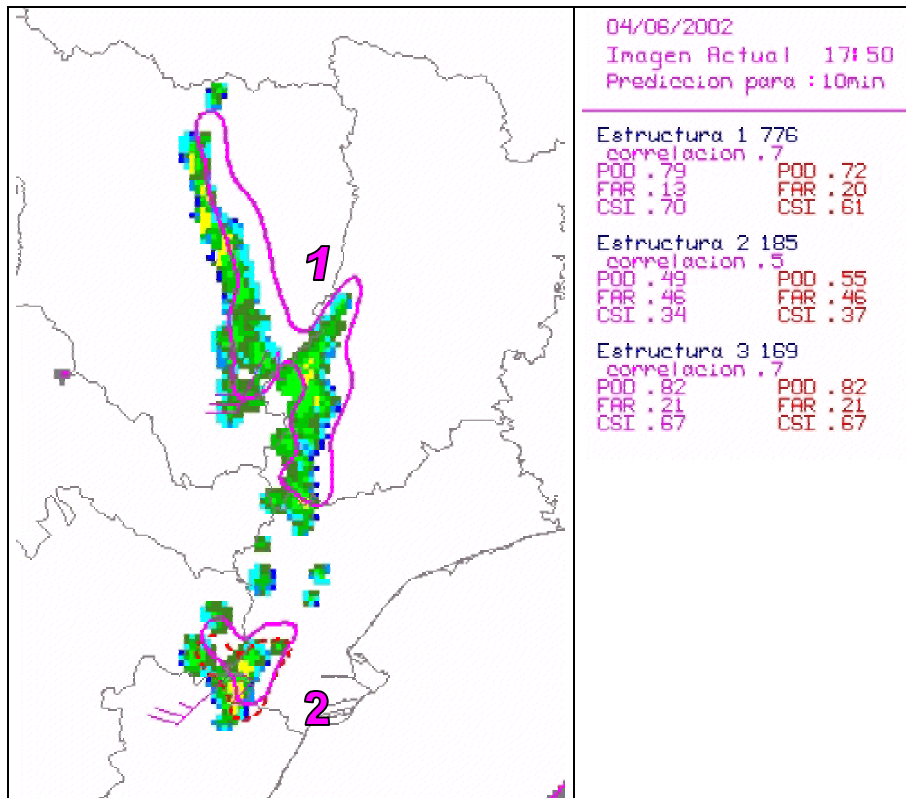 04/06/2002
Imagen Actual 17:50
Prediccion para : 10min
Estructura 1 776
correlacion .7
POD .79 POD .72
FAR .13 FAR .20
CSI .70 CSI .61
Estructura 2 185
correlacion .5
POD .49 POD .55
FAR .46 FAR .46
CSI .34 CSI .37
Estructura 3 169
correlacion .7
POD .82 POD .82
FAR .21 FAR .21
CSI .67 CSI .67
1
2